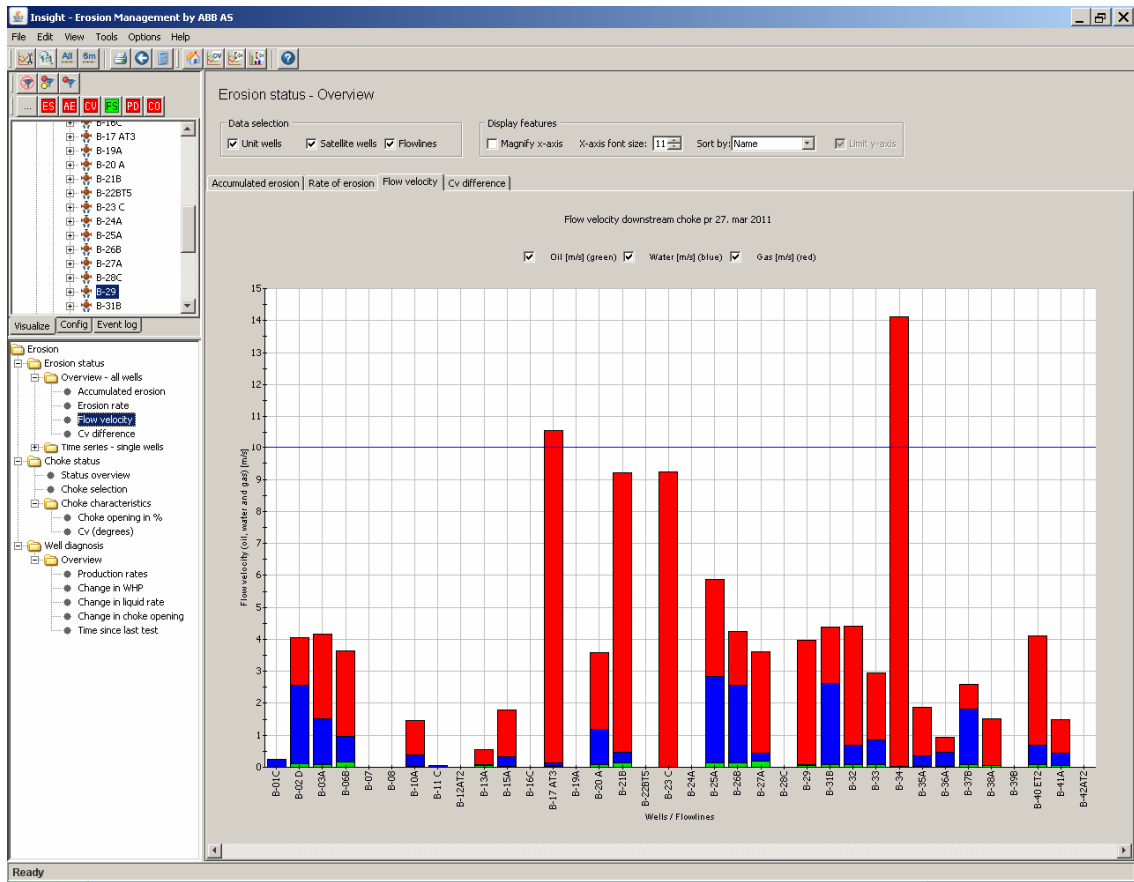 Insight - Erosion Management by ABB AS
File Edit View Tools Options Help
All 6m CV
... ES AE CV FS PD CO
B-16C
B-17 AT3
B-19A
B-20 A
B-21B
B-22BT5
B-23 C
B-24A
B-25A
B-26B
B-27A
B-28C
B-29
B-31B
Visualize Config Event log
Erosion
Erosion status
Overview - all wells
Accumulated erosion
Erosion rate
Flow velocity
Cv difference
Time series - single wells
Choke status
Status overview
Choke selection
Choke characteristics
Choke opening in %
Cv (degrees)
Well diagnosis
Overview
Production rates
Change in WHP
Change in liquid rate
Change in choke opening
Time since last test
Erosion status - Overview
Data selection
Unit wells Satellite wells Flowlines
Display features
Magnify x-axis X-axis font size: 11 Sort by: Name Limit y-axis
Accumulated erosion Rate of erosion Flow velocity Cv difference
Flow velocity downstream choke pr 27. mar 2011
Oil [m/s] (green) Water [m/s] (blue) Gas [m/s] (red)
Flow velocity (oil, water and gas) [m/s]
15
14
13
12
11
10
9
8
7
6
5
4
3
2
1
0
B-01C
B-02 D
B-03A
B-06B
B-07
B-08
B-10A
B-11 C
B-12AT2
B-13A
B-15A
B-16C
B-17 AT3
B-19A
B-20 A
B-21B
B-22BT5
B-23 C
B-24A
B-25A
B-26B
B-27A
B-28C
B-29
B-31B
B-32
B-33
B-34
B-35A
B-36A
B-37B
B-38A
B-39B
B-40 ET2
B-41A
B-42AT2
Wells / Flowlines
Ready